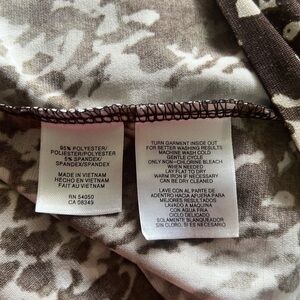 95% POLYESTER/
POLIESTER/POLYESTER
5% SPANDEX/
SPANDEX/SPANDEX
MADE IN VIETNAM
HECHO EN VIETNAM
FAIT AU VIETNAM
RN 54050
CA 08349
TURN GARMENT INSIDE OUT
FOR BETTER WASHING RESULTS
MACHINE WASH COLD
GENTLE CYCLE
ONLY NON-CHLORINE BLEACH
WHEN NEEDED
LAY FLAT TO DRY
WARM IRON IF NECESSARY
CAN BE DRY CLEANED
LAVE CON AL PARTE DE
ADENTRO HACIA AFUERA PARA
MEJORES RESULTADOS
LAVADO A MAQUINA
CON AGUA FRIA
CICLO DELICADO
SOLAMENTE BLANQUEADOR
SIN CLORO, SI ES NECESARIO